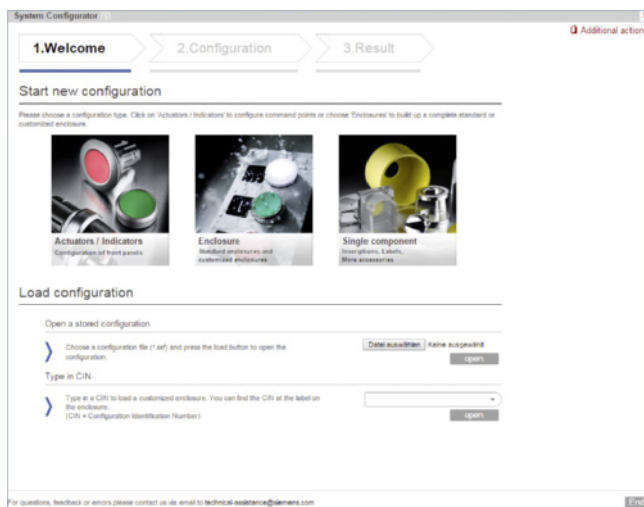 System Configurator
Additional action
1.Welcome
2.Configuration
3.Result
Start new configuration
Please choose a configuration type. Click on 'Actuators / Indicators' to configure command points or choose 'Enclosures' to build up a complete standard or
customized enclosure.
Actuators / Indicators
Configuration of front panels
Enclosure
Standard enclosures and
customized enclosures
Single component
Inscriptions, Labels,
More accessories
Load configuration
Open a stored configuration
Choose a configuration file (*.saf) and press the load button to open the
configuration.
Datei auswählen Keine ausgewählt
open
Type in CIN
Type in a CIN to load a customized enclosure. You can find the CIN at the label on
the enclosure.
(CIN = Configuration Identification Number)
open
For questions, feedback or errors please contact us via email to technical-assistance@siemens.com